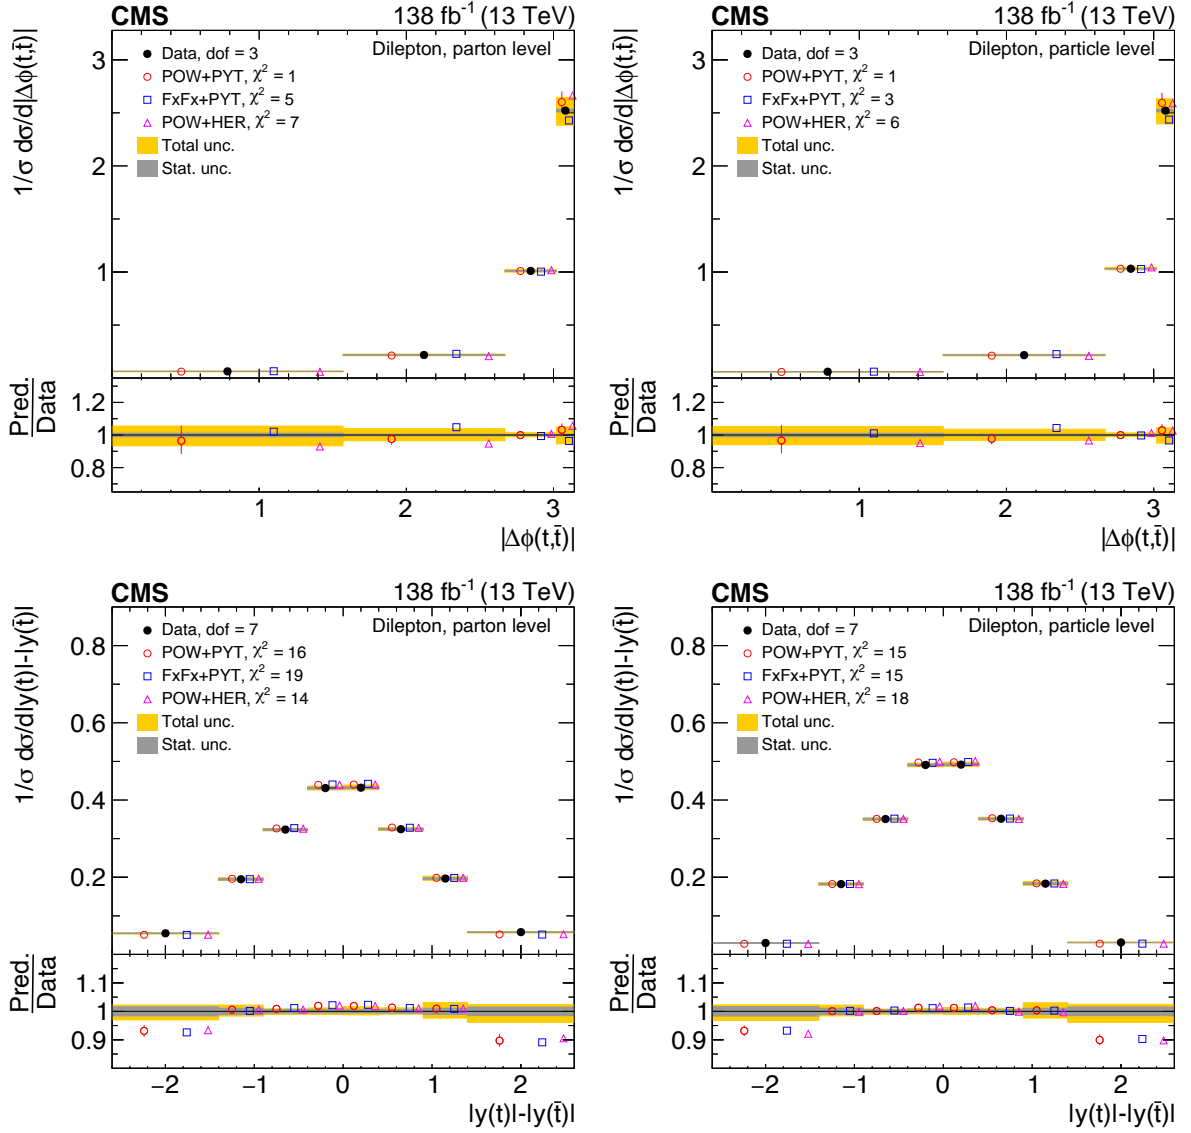 CMS 138 fb⁻¹ (13 TeV)
Dilepton, parton level
Data, dof = 3
POW+PYT, χ² = 1
FxFx+PYT, χ² = 5
POW+HER, χ² = 7
Total unc.
Stat. unc.
1/σ dσ/d|Δϕ(t,t̄)|
3
2
1
Pred.
Data
1.2
1
0.8
1 2 3
|Δϕ(t,t̄)|
CMS 138 fb⁻¹ (13 TeV)
Dilepton, particle level
Data, dof = 3
POW+PYT, χ² = 1
FxFx+PYT, χ² = 3
POW+HER, χ² = 6
Total unc.
Stat. unc.
1/σ dσ/d|Δϕ(t,t̄)|
3
2
1
Pred.
Data
1.2
1
0.8
1 2 3
|Δϕ(t,t̄)|
CMS 138 fb⁻¹ (13 TeV)
Dilepton, parton level
Data, dof = 7
POW+PYT, χ² = 16
FxFx+PYT, χ² = 19
POW+HER, χ² = 14
Total unc.
Stat. unc.
1/σ dσ/d|y(t)|-|y(t̄)|
0.8
0.6
0.4
0.2
Pred.
Data
1.1
1
0.9
−2 −1 0 1 2
|y(t)|-|y(t̄)|
CMS 138 fb⁻¹ (13 TeV)
Dilepton, particle level
Data, dof = 7
POW+PYT, χ² = 15
FxFx+PYT, χ² = 15
POW+HER, χ² = 18
Total unc.
Stat. unc.
1/σ dσ/d|y(t)|-|y(t̄)|
0.8
0.6
0.4
0.2
Pred.
Data
1.1
1
0.9
−2 −1 0 1 2
|y(t)|-|y(t̄)|